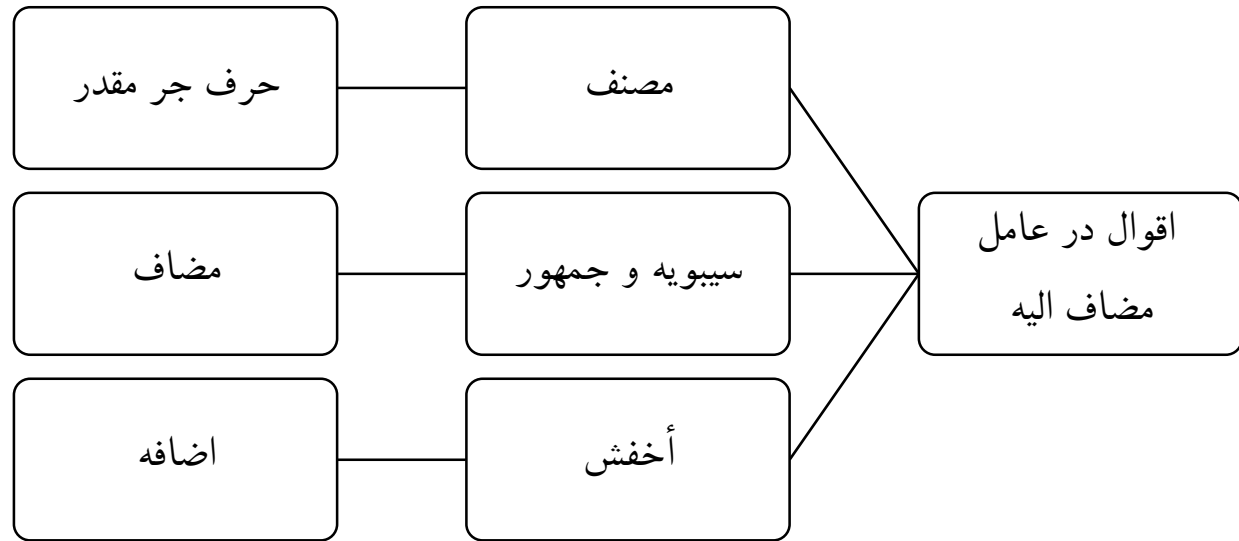 اقوال در عامل
مضاف الیه
مصنف
حرف جر مقدر
سیبویه و جمهور
مضاف
أخفش
اضافه